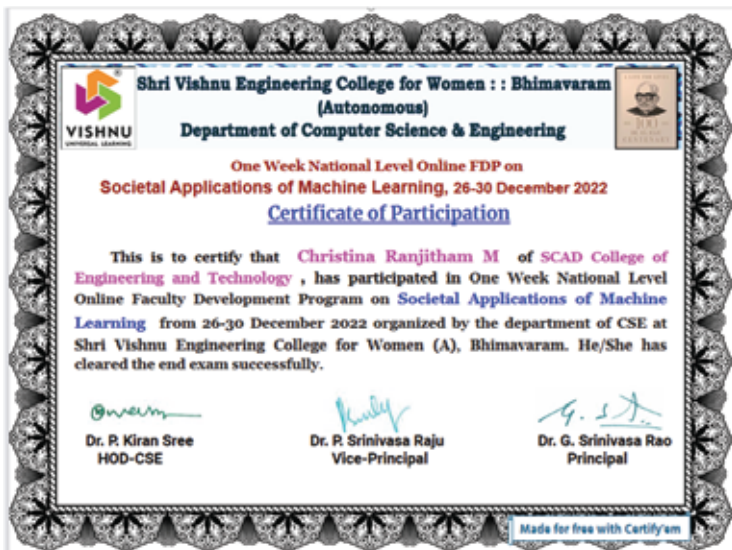 Shri Vishnu Engineering College for Women : : Bhimavaram
(Autonomous)
Department of Computer Science & Engineering
VISHNU
UNIVERSAL LEARNING
One Week National Level Online FDP on
Societal Applications of Machine Learning, 26-30 December 2022
Certificate of Participation
This is to certify that Christina Ranjitham M of SCAD College of
Engineering and Technology , has participated in One Week National Level
Online Faculty Development Program on Societal Applications of Machine
Learning from 26-30 December 2022 organized by the department of CSE at
Shri Vishnu Engineering College for Women (A), Bhimavaram. He/She has
cleared the end exam successfully.
Dr. P. Kiran Sree
HOD-CSE
Dr. P. Srinivasa Raju
Vice-Principal
Dr. G. Srinivasa Rao
Principal
Made for free with Certify'em